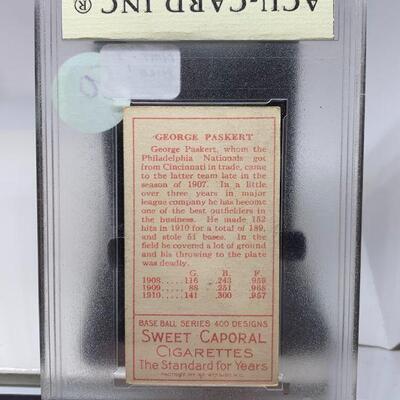 ACU-CARD INC ®
GEORGE PASKERT
George Paskert, whom the
Philadelphia Nationals got
from Cincinnati in trade, came
to the latter team late in the
season of 1907. In a little
over three years in major
league company he has become
one of the best outfielders in
the business. He made 152
hits in 1910 for a total of 189,
and stole 51 bases. In the
field he covered a lot of ground
and his throwing to the plate
was deadly.
G. B. F.
1908.....116 .243 .959
1909..... 88 .251 .968
1910.....141 .300 .957
BASE BALL SERIES 400 DESIGNS
SWEET CAPORAL
CIGARETTES
The Standard for Years